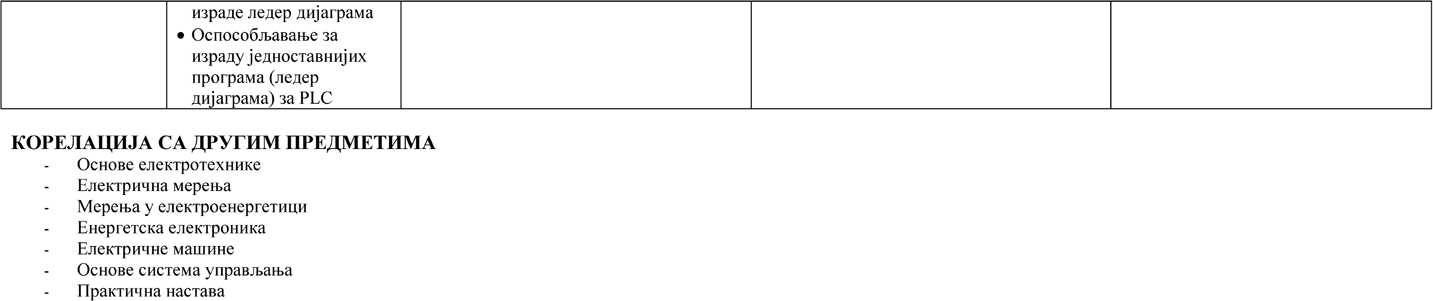 израде ледер дијаграма
• Оспособљавање за
израду једноставнијих
програма (ледер
дијаграма) за PLC
КОРЕЛАЦИЈА СА ДРУГИМ ПРЕДМЕТИМА
- Основе електротехнике
- Електрична мерења
- Мерења у електроенергетици
- Енергетска електроника
- Електричне машине
- Основе система управљања
- Практична настава